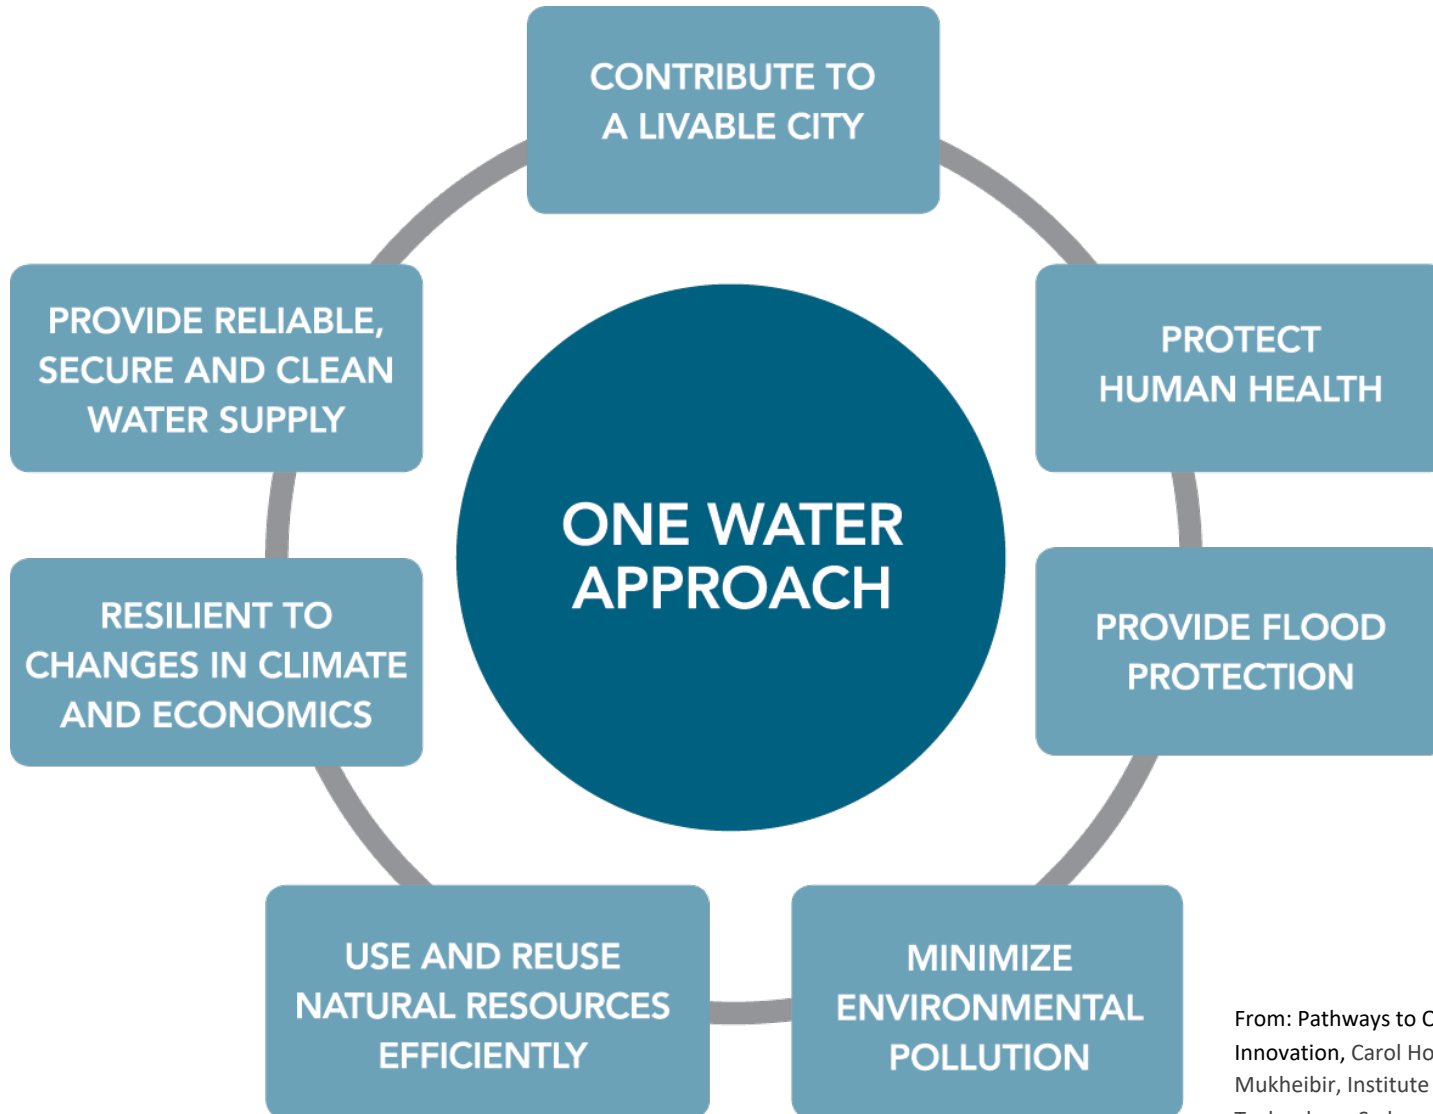 CONTRIBUTE TO
A LIVABLE CITY
PROTECT
HUMAN HEALTH
PROVIDE FLOOD
PROTECTION
MINIMIZE
ENVIRONMENTAL
POLLUTION
USE AND REUSE
NATURAL RESOURCES
EFFICIENTLY
RESILIENT TO
CHANGES IN CLIMATE
AND ECONOMICS
PROVIDE RELIABLE,
SECURE AND CLEAN
WATER SUPPLY
ONE WATER
APPROACH
From: Pathways to
Innovation, Carol
Mukheibir, Institute